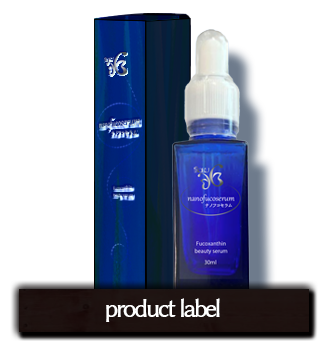 nanofucoserum
ナノフコセラム
Fucoxanthin
beauty serum
30ml
product label